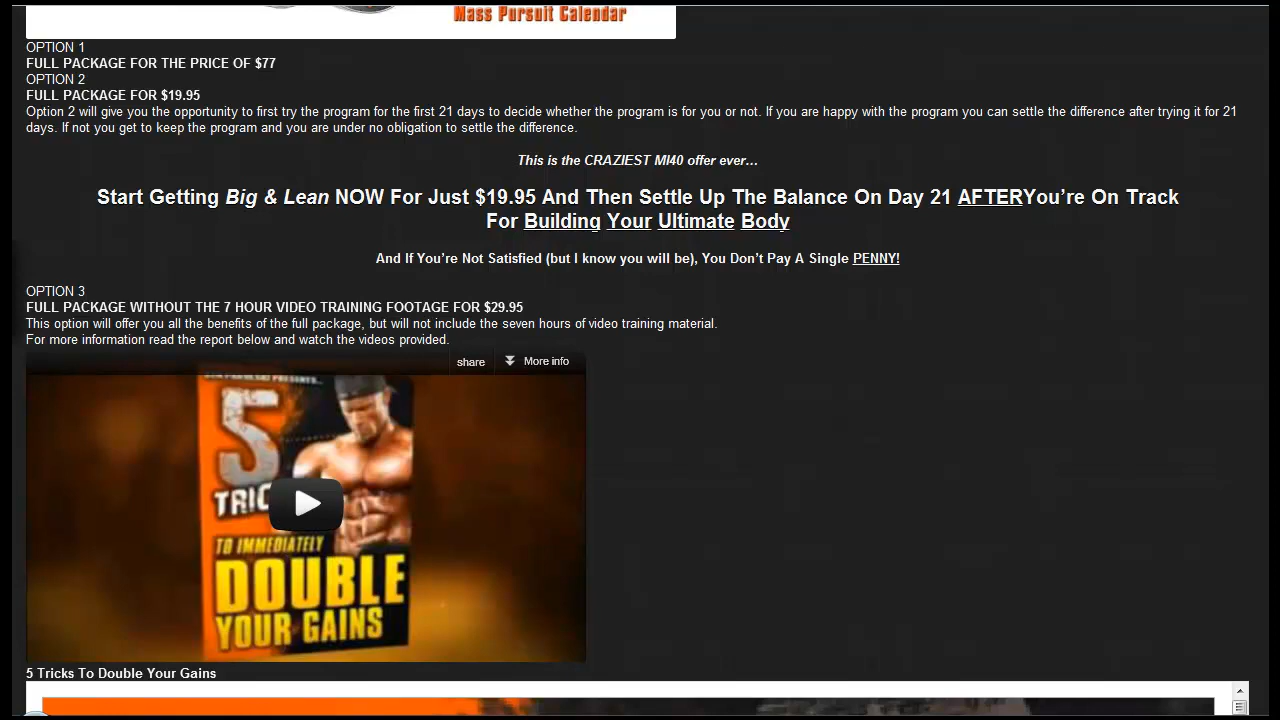 Mass Pursuit Calendar
OPTION 1
FULL PACKAGE FOR THE PRICE OF $77
OPTION 2
FULL PACKAGE FOR $19.95
Option 2 will give you the opportunity to first try the program for the first 21 days to decide whether the program is for you or not. If you are happy with the program you can settle the difference after trying it for 21
days. If not you get to keep the program and you are under no obligation to settle the difference.
This is the CRAZIEST MI40 offer ever…
Start Getting Big & Lean NOW For Just $19.95 And Then Settle Up The Balance On Day 21 AFTERYou're On Track
For Building Your Ultimate Body
And If You're Not Satisfied (but I know you will be), You Don't Pay A Single PENNY!
OPTION 3
FULL PACKAGE WITHOUT THE 7 HOUR VIDEO TRAINING FOOTAGE FOR $29.95
This option will offer you all the benefits of the full package, but will not include the seven hours of video training material.
For more information read the report below and watch the videos provided.
share More info
PRESENTS...
5
TRIC
TO IMMEDIATELY
DOUBLE
YOUR GAINS
5 Tricks To Double Your Gains